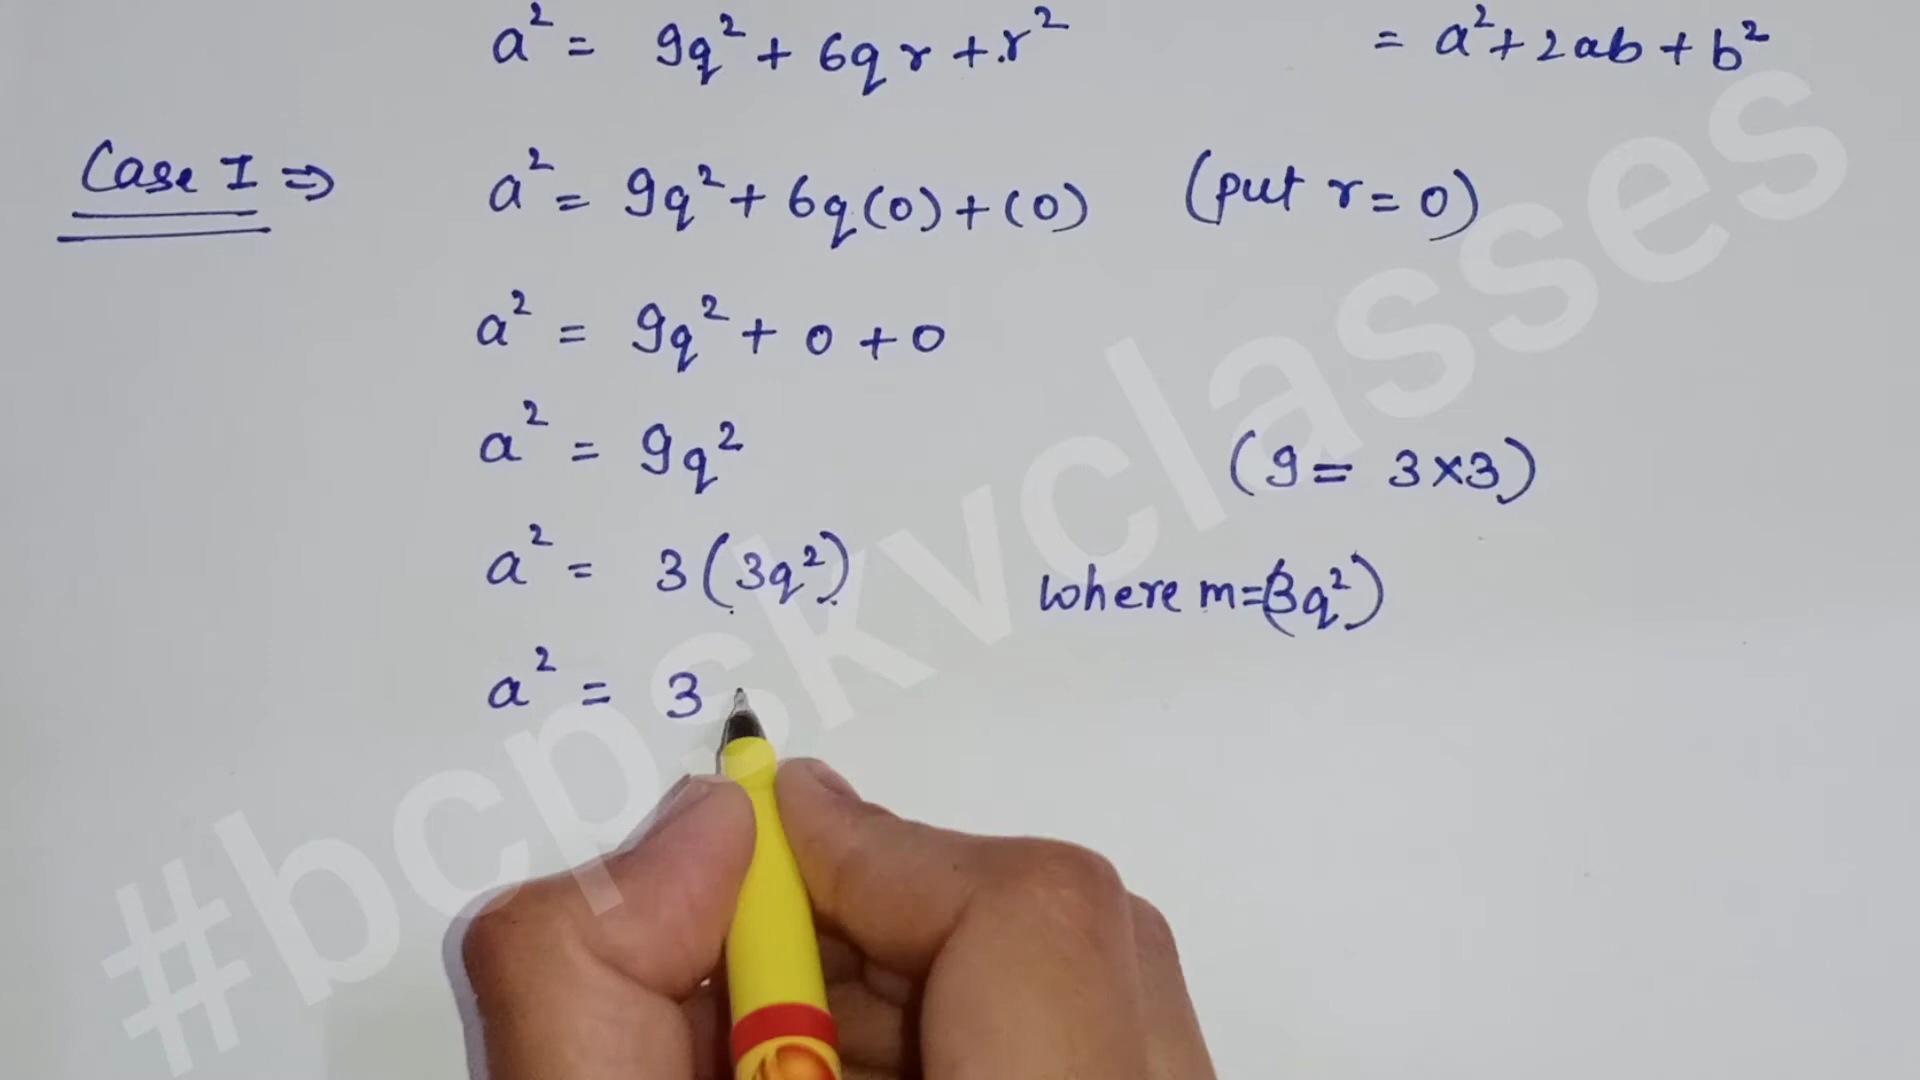 a² = 9q² + 6qr + r² = a² + 2ab + b²
Case I ⇒ a² = 9q² + 6q(0) + (0) (put r = 0)
a² = 9q² + 0 + 0
a² = 9q² (9 = 3×3)
a² = 3(3q²) where m=(3q²)
a² = 3
#bcpskvclasses